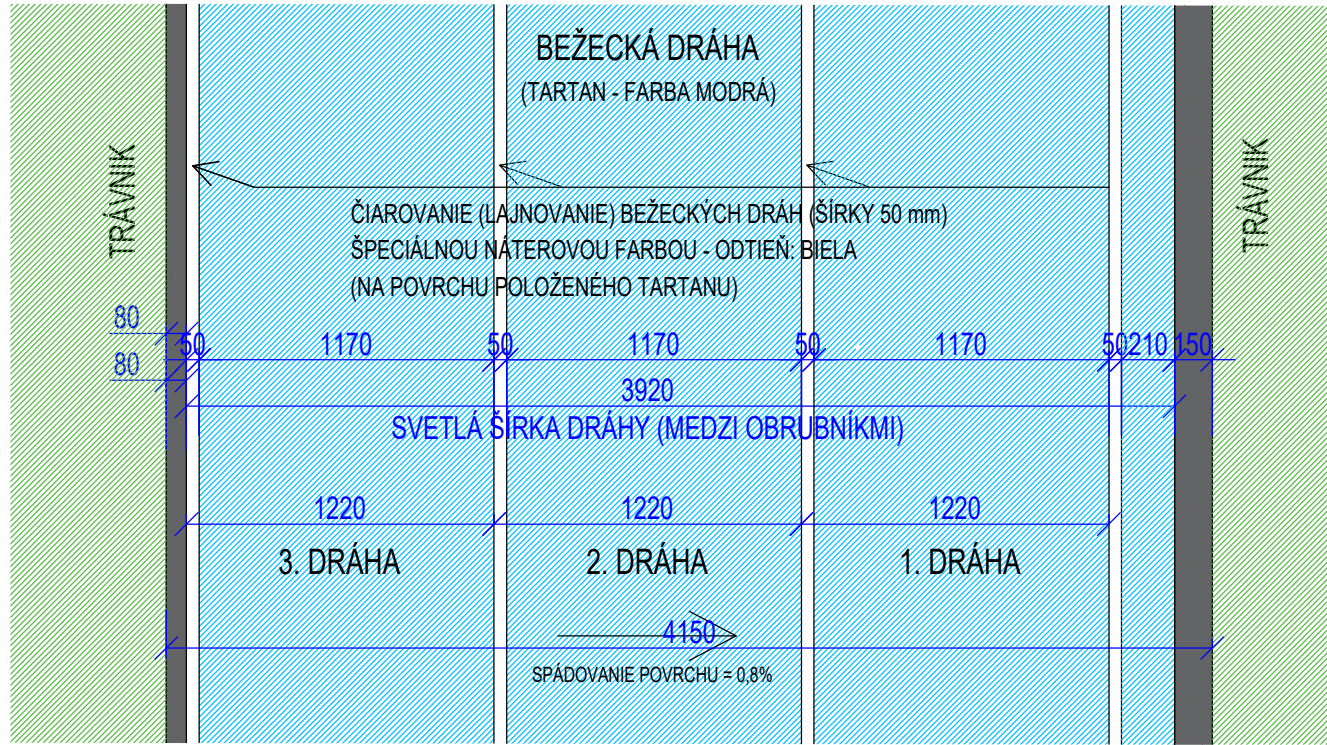 BEŽECKÁ DRÁHA
(TARTAN - FARBA MODRÁ)
TRÁVNIK
TRÁVNIK
ČIAROVANIE (LAJNOVANIE) BEŽECKÝCH DRÁH (ŠÍRKY 50 mm)
ŠPECIÁLNOU NÁTEROVOU FARBOU - ODTIEŇ: BIELA
(NA POVRCHU POLOŽENÉHO TARTANU)
80
50 1170 50 1170 50 1170 50 210 150
80
3920
SVETLÁ ŠÍRKA DRÁHY (MEDZI OBRUBNÍKMI)
1220 1220 1220
3. DRÁHA 2. DRÁHA 1. DRÁHA
4150
SPÁDOVANIE POVRCHU = 0,8%